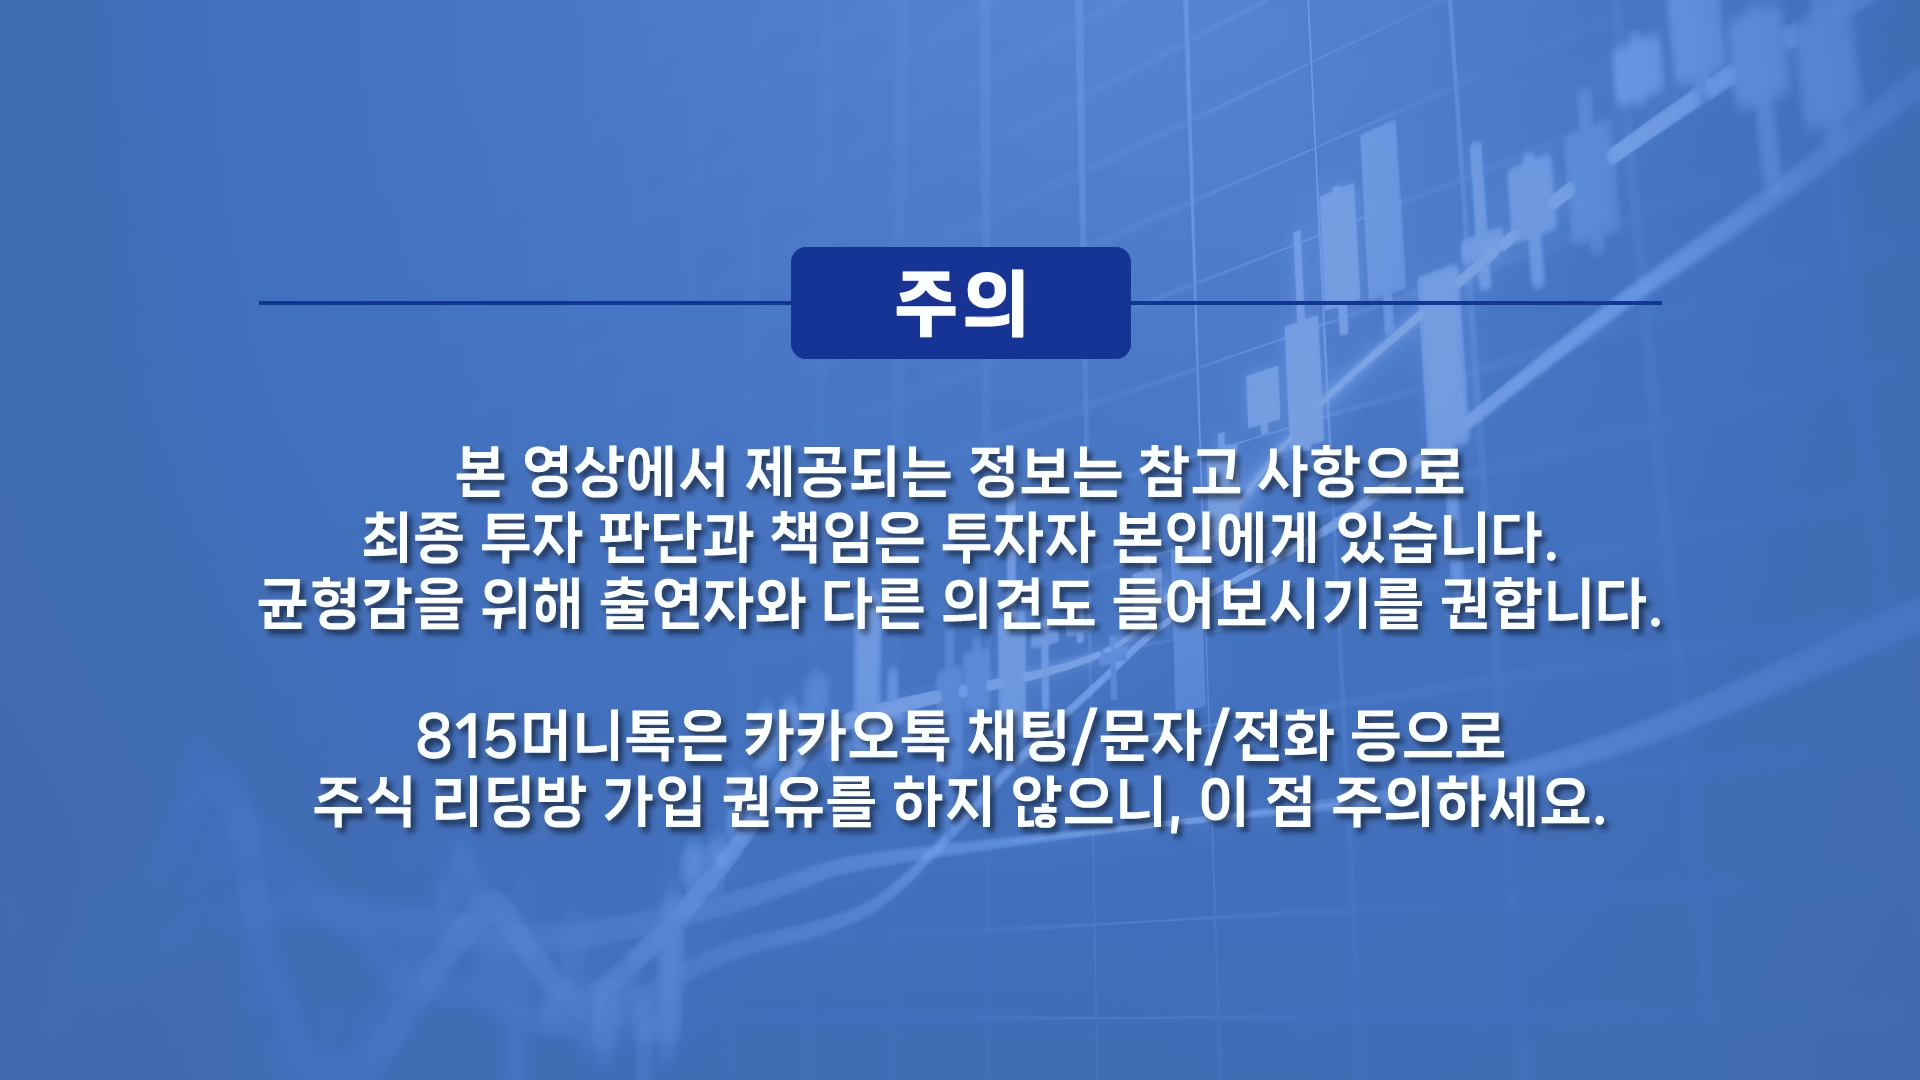 주의
본 영상에서 제공되는 정보는 참고 사항으로
최종 투자 판단과 책임은 투자자 본인에게 있습니다.
균형감을 위해 출연자와 다른 의견도 들어보시기를 권합니다.
815머니톡은 카카오톡 채팅/문자/전화 등으로
주식 리딩방 가입 권유를 하지 않으니, 이 점 주의하세요.